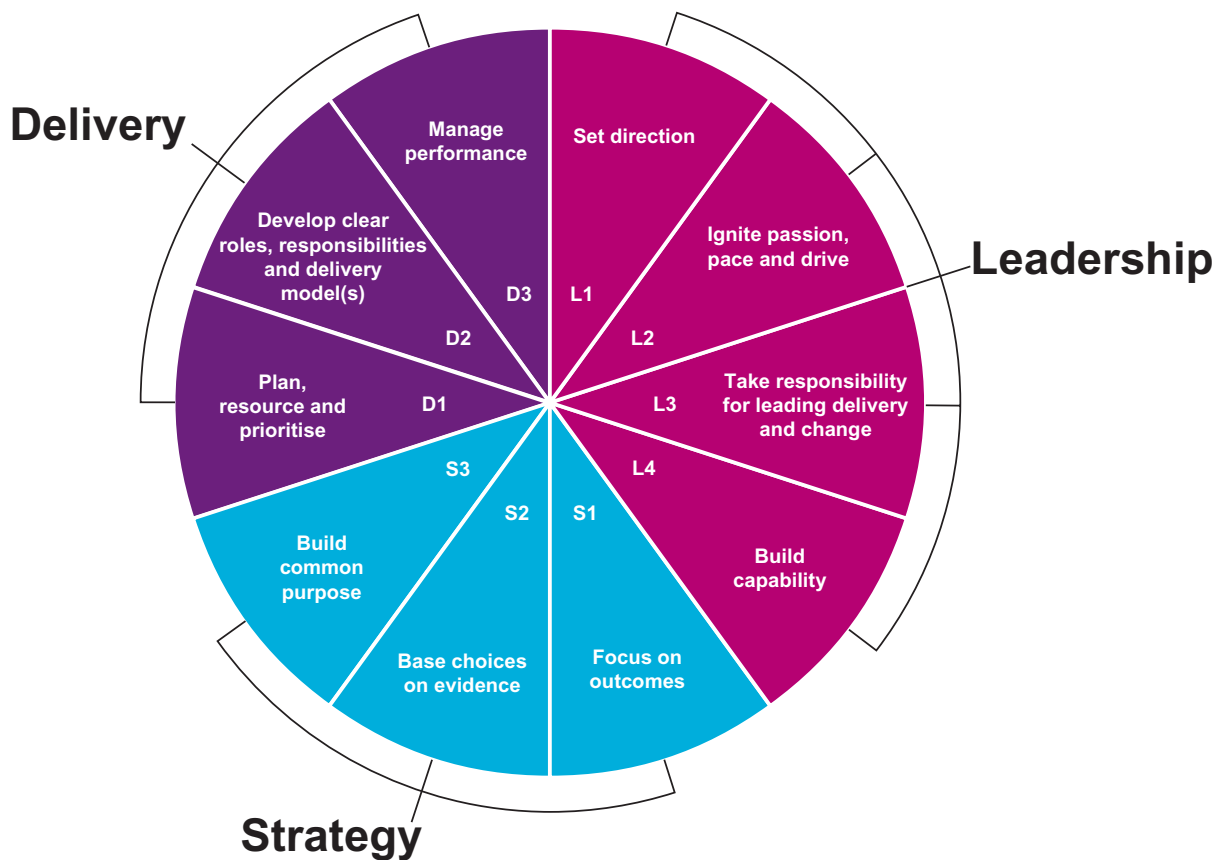 Delivery
Manage
performance
D3
Develop clear
roles, responsibilities
and delivery
model(s)
D2
Plan,
resource and
prioritise
D1
Set direction
L1
Ignite passion,
pace and drive
L2
Leadership
Take responsibility
for leading delivery
and change
L3
Build
capability
L4
Focus on
outcomes
S1
Base choices
on evidence
S2
Build
common
purpose
S3
Strategy